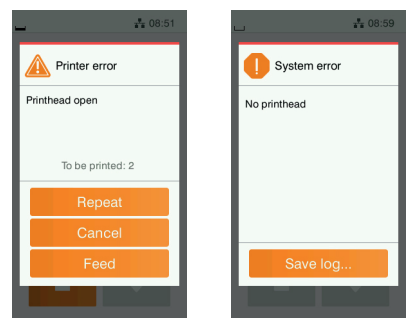 08:51
Printer error
Printhead open
To be printed: 2
Repeat
Cancel
Feed
08:59
System error
No printhead
Save log...